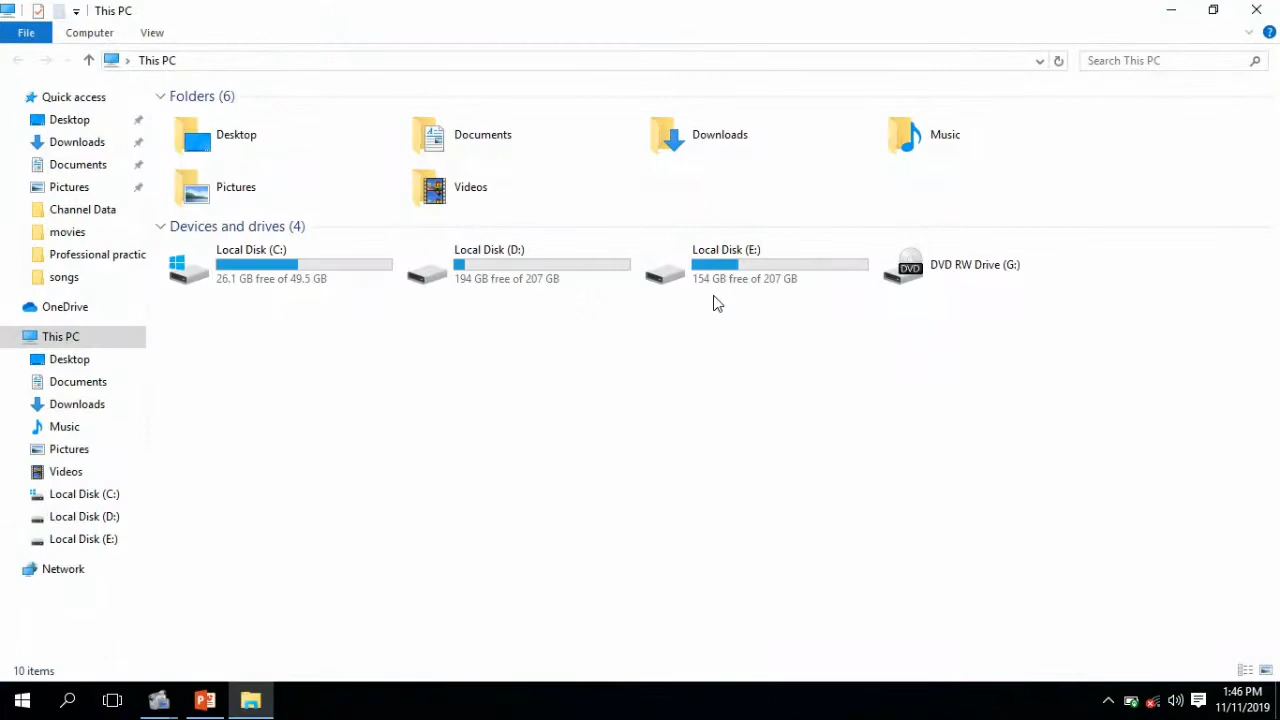 This PC
File Computer View
This PC
Search This PC
Quick access
Desktop
Downloads
Documents
Pictures
Channel Data
movies
Professional practic
songs
OneDrive
This PC
Desktop
Documents
Downloads
Music
Pictures
Videos
Local Disk (C:)
Local Disk (D:)
Local Disk (E:)
Network
Folders (6)
Desktop
Documents
Downloads
Music
Pictures
Videos
Devices and drives (4)
Local Disk (C:)
26.1 GB free of 49.5 GB
Local Disk (D:)
194 GB free of 207 GB
Local Disk (E:)
154 GB free of 207 GB
DVD
DVD RW Drive (G:)
10 items
1:46 PM
11/11/2019